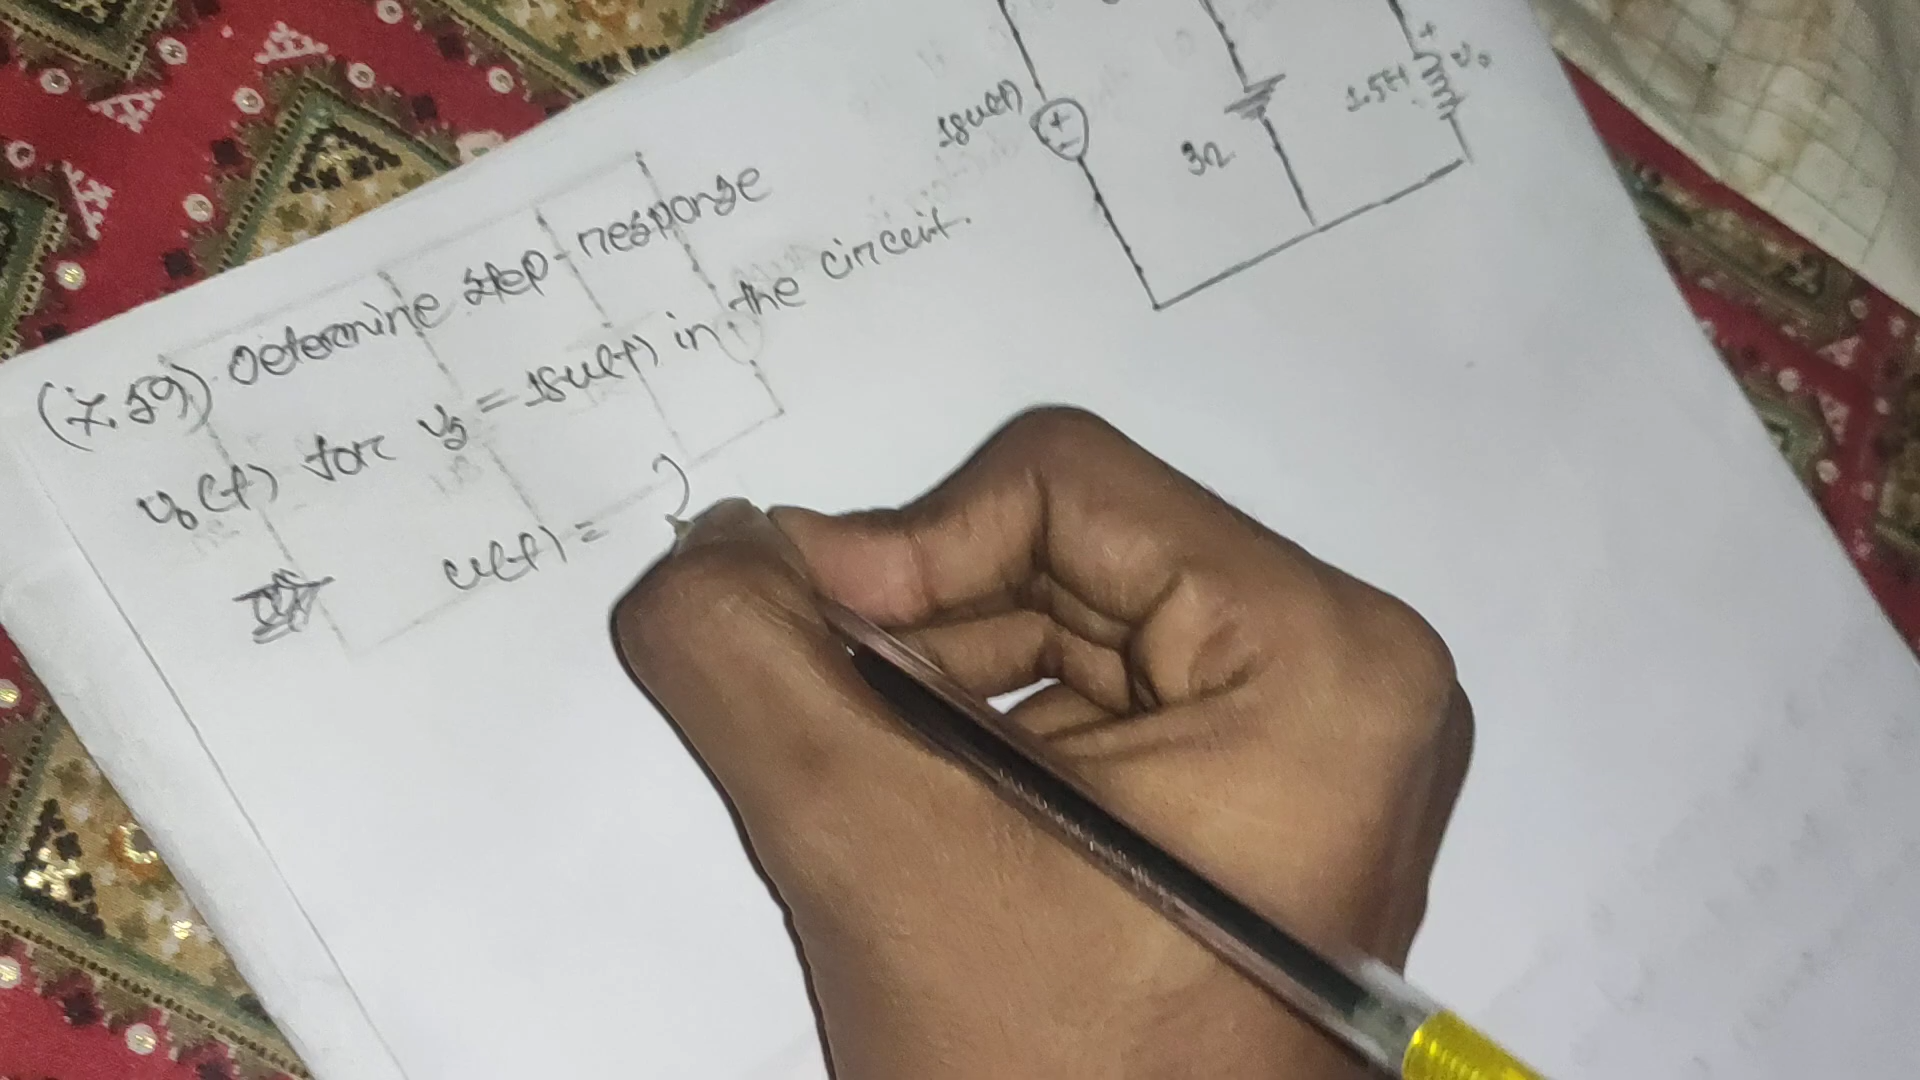 (7.59) Determine step-response
v₀(t) for vₛ = 18u(t) in the circuit.
u(t) =
18u(t)
+
-
3Ω
1.5H
+
v₀